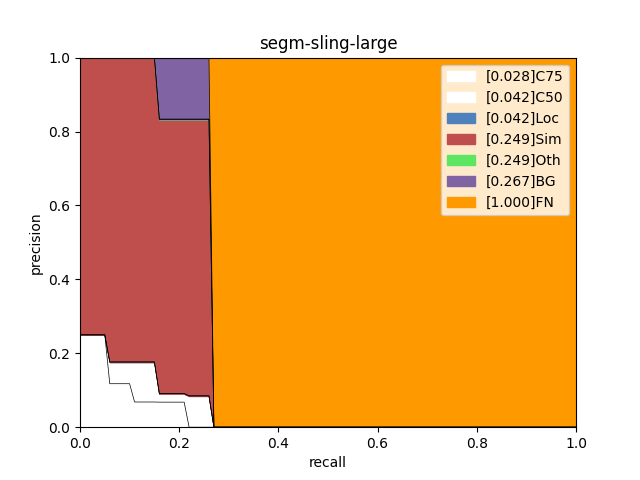 segm-sling-large
1.0
0.8
0.6
0.4
0.2
0.0
precision
0.0 0.2 0.4 0.6 0.8 1.0
recall
[0.028]C75
[0.042]C50
[0.042]Loc
[0.249]Sim
[0.249]Oth
[0.267]BG
[1.000]FN